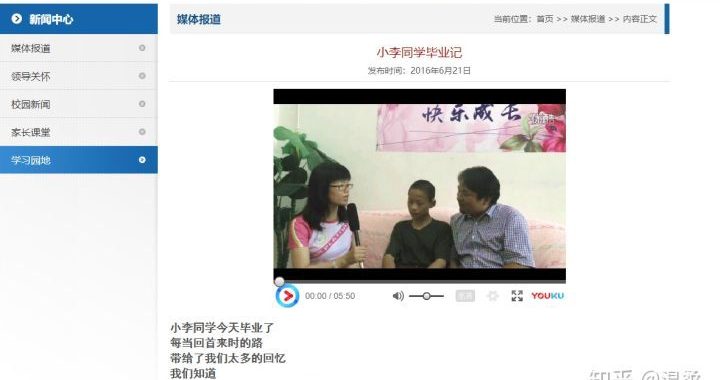 新闻中心
媒体报道
领导关怀
校园新闻
家长课堂
学习园地
媒体报道
当前位置：首页 >> 媒体报道 >> 内容正文
小李同学毕业记
发布时间：2016年6月21日
快乐成长
00:00 / 05:50
YOUKU
小李同学今天毕业了
每当回首来时的路
带给了我们太多的回忆
我们知道
知乎 @温柔